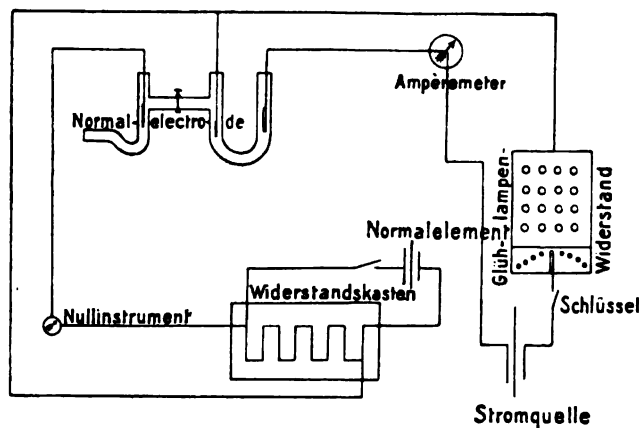 Ampèremeter
Normal-electrode
Glüh-lampen-
Widerstand
Normalelement
Widerstandskasten
Nullinstrument
Schlüssel
Stromquelle